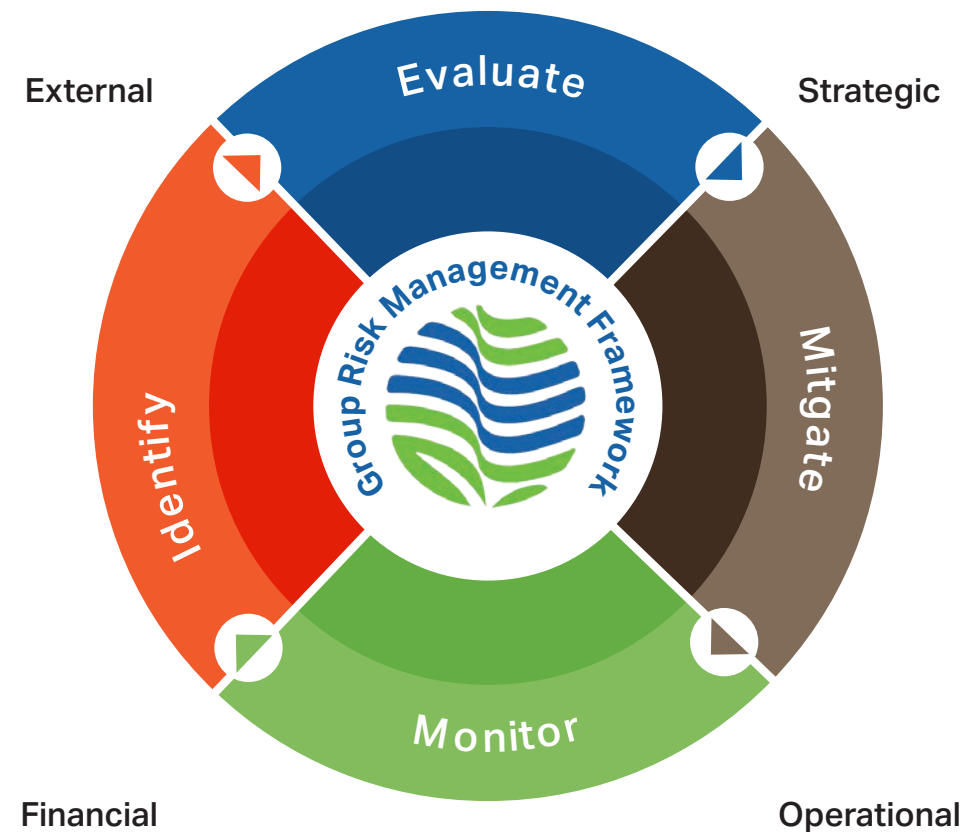 External
Evaluate
Strategic
Group Risk Management Framework
Identify
Mitgate
Monitor
Financial
Operational